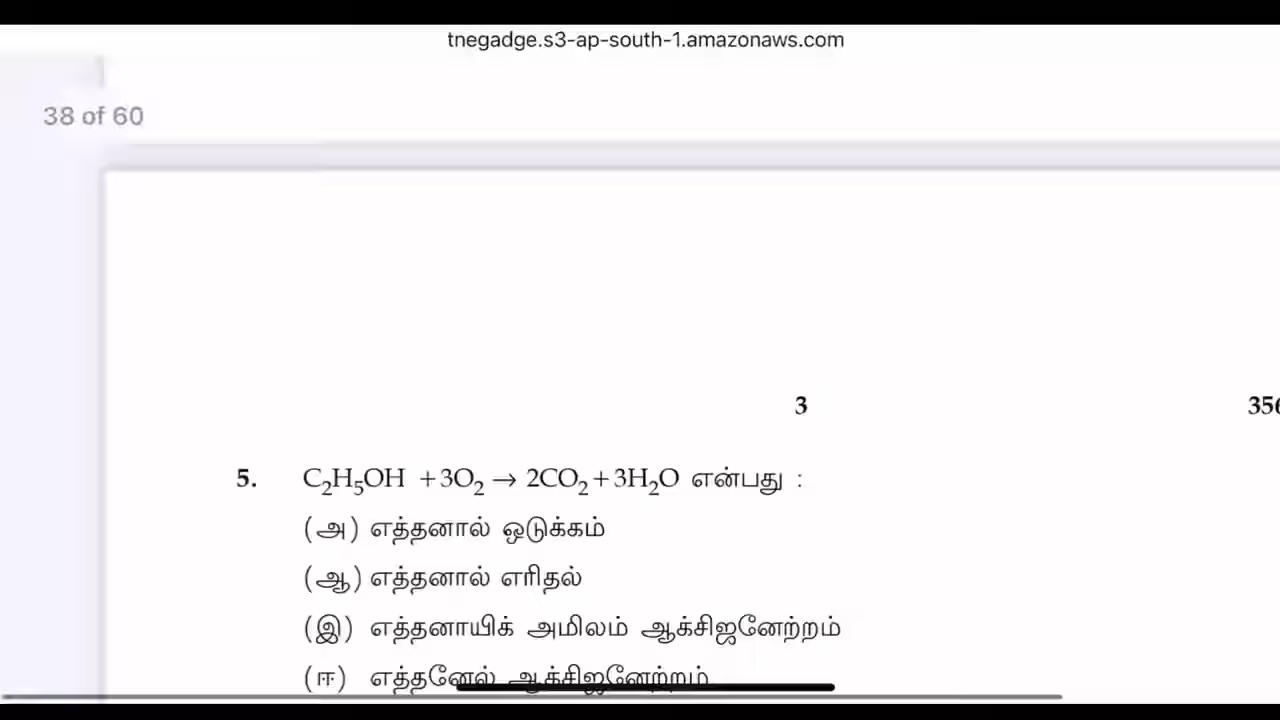 tnegadge.s3-ap-south-1.amazonaws.com
38 of 60
3
5. C₂H₅OH + 3O₂ → 2CO₂ + 3H₂O என்பது :
(அ) எத்தனால் ஒடுக்கம்
(ஆ) எத்தனால் எரிதல்
(இ) எத்தனாயிக் அமிலம் ஆக்சிஜனேற்றம்
(ஈ) எத்தனேல் ஆக்சிஜனேற்றம்